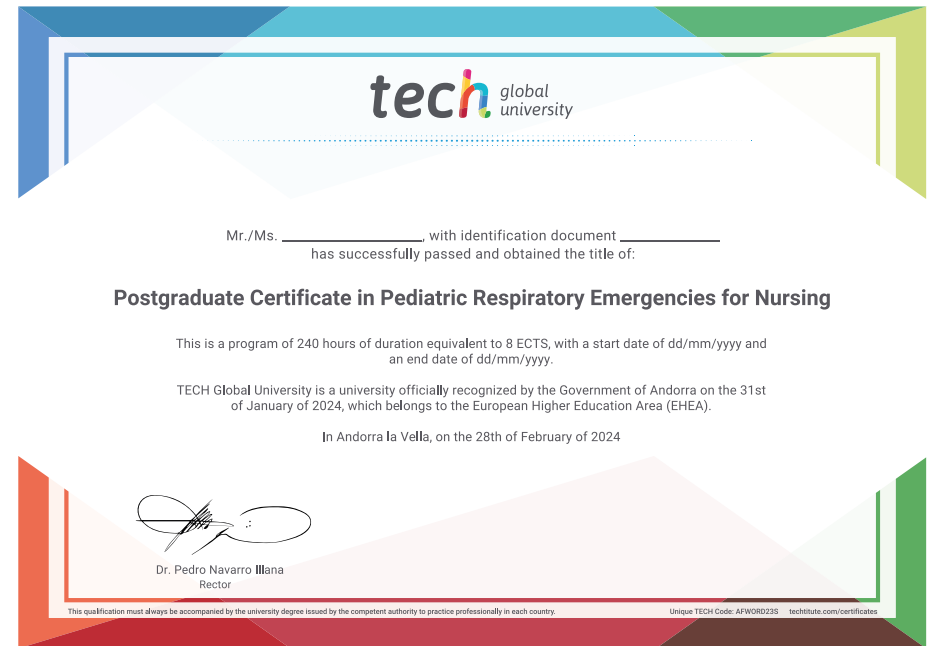 tech global
university
Mr./Ms. ____________, with identification document ____________
has successfully passed and obtained the title of:
Postgraduate Certificate in Pediatric Respiratory Emergencies for Nursing
This is a program of 240 hours of duration equivalent to 8 ECTS, with a start date of dd/mm/yyyy and
an end date of dd/mm/yyyy.
TECH Global University is a university officially recognized by the Government of Andorra on the 31st
of January of 2024, which belongs to the European Higher Education Area (EHEA).
In Andorra la Vella, on the 28th of February of 2024
Dr. Pedro Navarro Illana
Rector
This qualification must always be accompanied by the university degree issued by the competent authority to practice professionally in each country.
Unique TECH Code: AFWORD23S techtitute.com/certificates